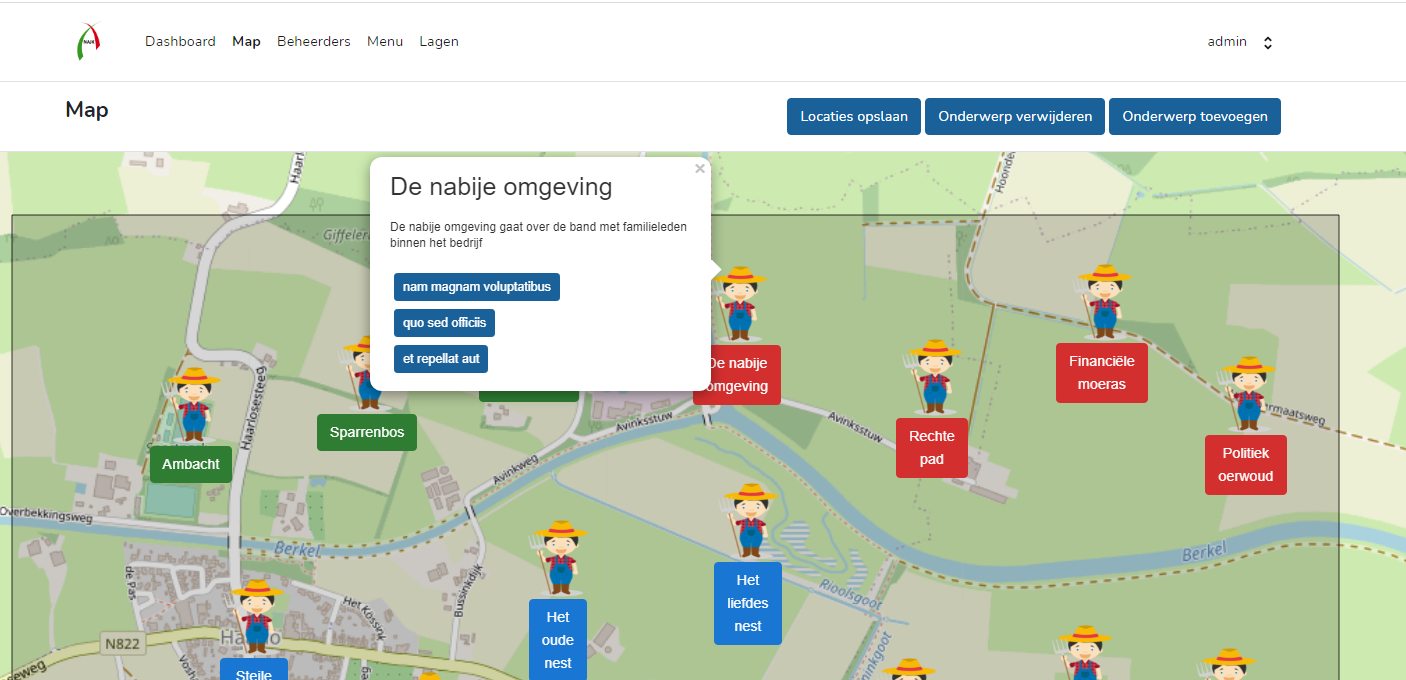 NAJK
Dashboard
Map
Beheerders
Menu
Lagen
admin
Map
Locaties opslaan
Onderwerp verwijderen
Onderwerp toevoegen
De nabije omgeving
×
De nabije omgeving gaat over de band met familieleden
binnen het bedrijf
nam magnam voluptatibus
quo sed officiis
et repellat aut
De nabije
omgeving
Financiële
moeras
Rechte
pad
Politiek
oerwoud
Sparrenbos
Ambacht
Haarlosesteeg
Avinksstuw
Avinksstuw
Avinkweg
Overbekkingsweg
Berkel
Berkel
Bussinkdijk
Het Kossink
de Pas
N822
Rioolsgoot
Het
liefdes
nest
Het
oude
nest
Steile